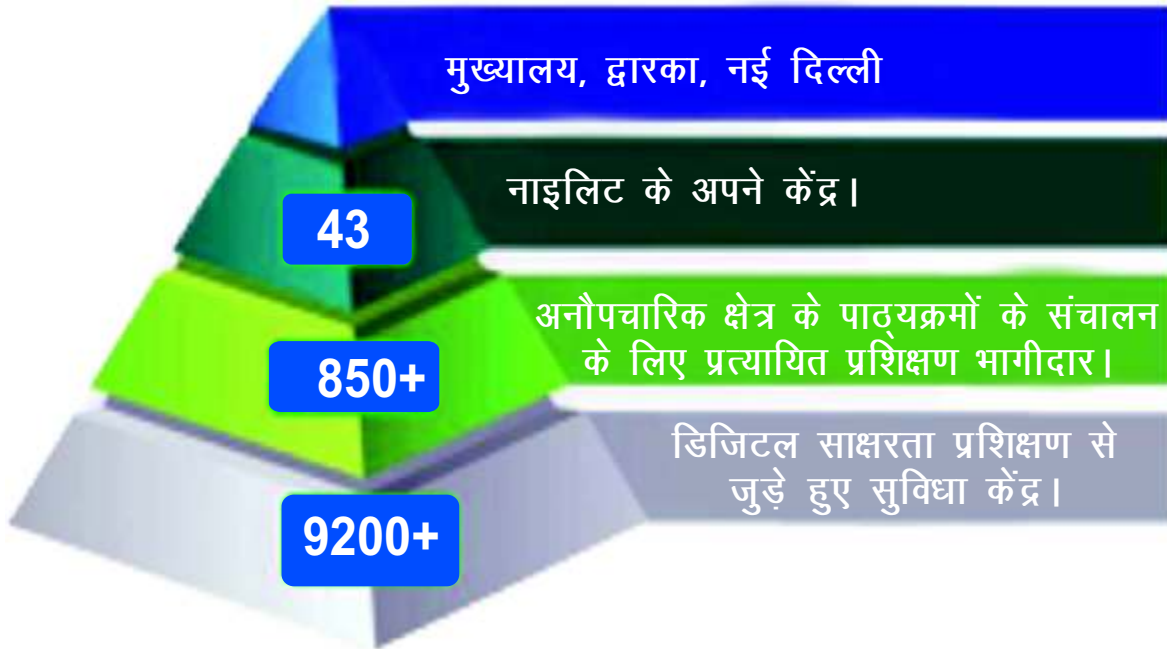 मुख्यालय, द्वारका, नई दिल्ली
नाइलिट के अपने केंद्र।
43
अनौपचारिक क्षेत्र के पाठ्यक्रमों के संचालन
के लिए प्रत्यायित प्रशिक्षण भागीदार।
850+
डिजिटल साक्षरता प्रशिक्षण से
जुड़े हुए सुविधा केंद्र।
9200+